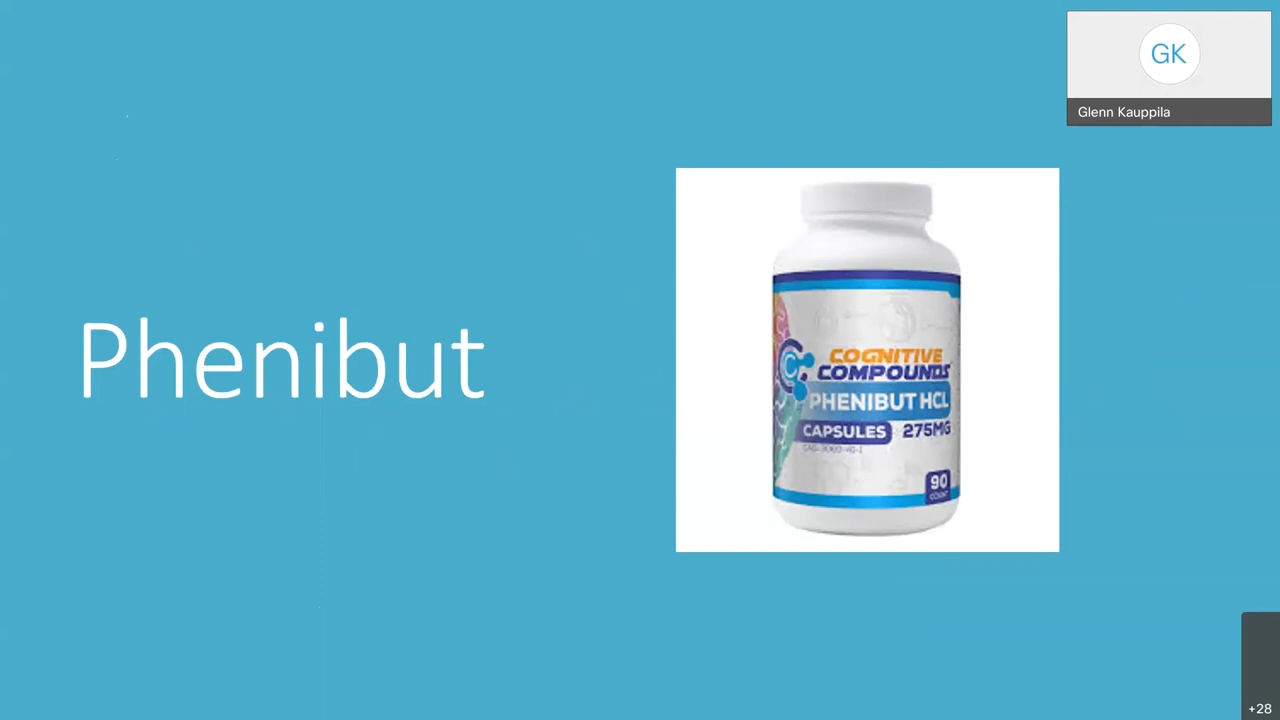 GK
Glenn Kauppila
Phenibut
COGNITIVE
COMPOUNDS
PHENIBUT HCL
CAPSULES 275MG
90
COUNT
+28